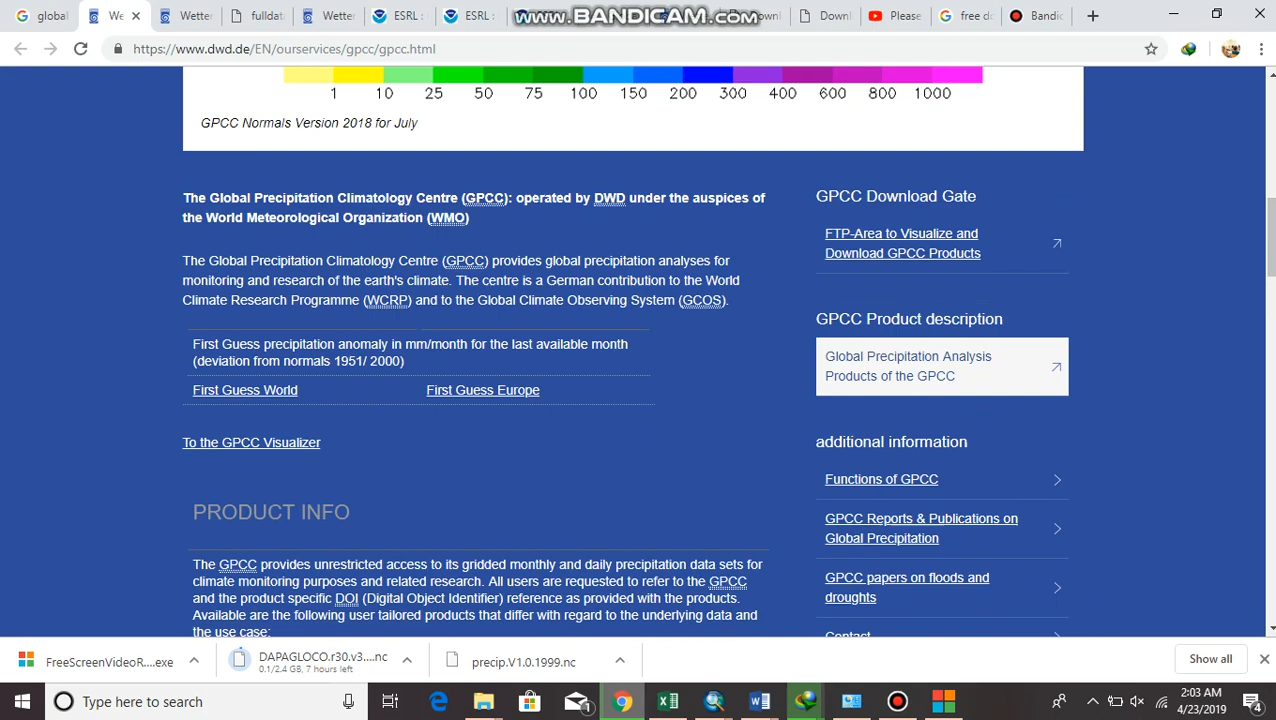 global
We
Wetter
fulldat
Wetter
ESRL :
ESRL :
www.BANDICAM.com
Downl
Please
free do
Bandic
https://www.dwd.de/EN/ourservices/gpcc/gpcc.html
1 10 25 50 75 100 150 200 300 400 600 800 1000
GPCC Normals Version 2018 for July
The Global Precipitation Climatology Centre (GPCC): operated by DWD under the auspices of
the World Meteorological Organization (WMO)
The Global Precipitation Climatology Centre (GPCC) provides global precipitation analyses for
monitoring and research of the earth's climate. The centre is a German contribution to the World
Climate Research Programme (WCRP) and to the Global Climate Observing System (GCOS).
First Guess precipitation anomaly in mm/month for the last available month
(deviation from normals 1951/ 2000)
First Guess World First Guess Europe
To the GPCC Visualizer
PRODUCT INFO
The GPCC provides unrestricted access to its gridded monthly and daily precipitation data sets for
climate monitoring purposes and related research. All users are requested to refer to the GPCC
and the product specific DOI (Digital Object Identifier) reference as provided with the products.
Available are the following user tailored products that differ with regard to the underlying data and
the use case:
GPCC Download Gate
FTP-Area to Visualize and
Download GPCC Products
GPCC Product description
Global Precipitation Analysis
Products of the GPCC
additional information
Functions of GPCC
GPCC Reports & Publications on
Global Precipitation
GPCC papers on floods and
droughts
Contact
FreeScreenVideoR....exe
DAPAGLOCO.r30.v3....nc
0.1/2.4 GB, 7 hours left
precip.V1.0.1999.nc
Show all
Type here to search
1
2:03 AM
4/23/2019
4